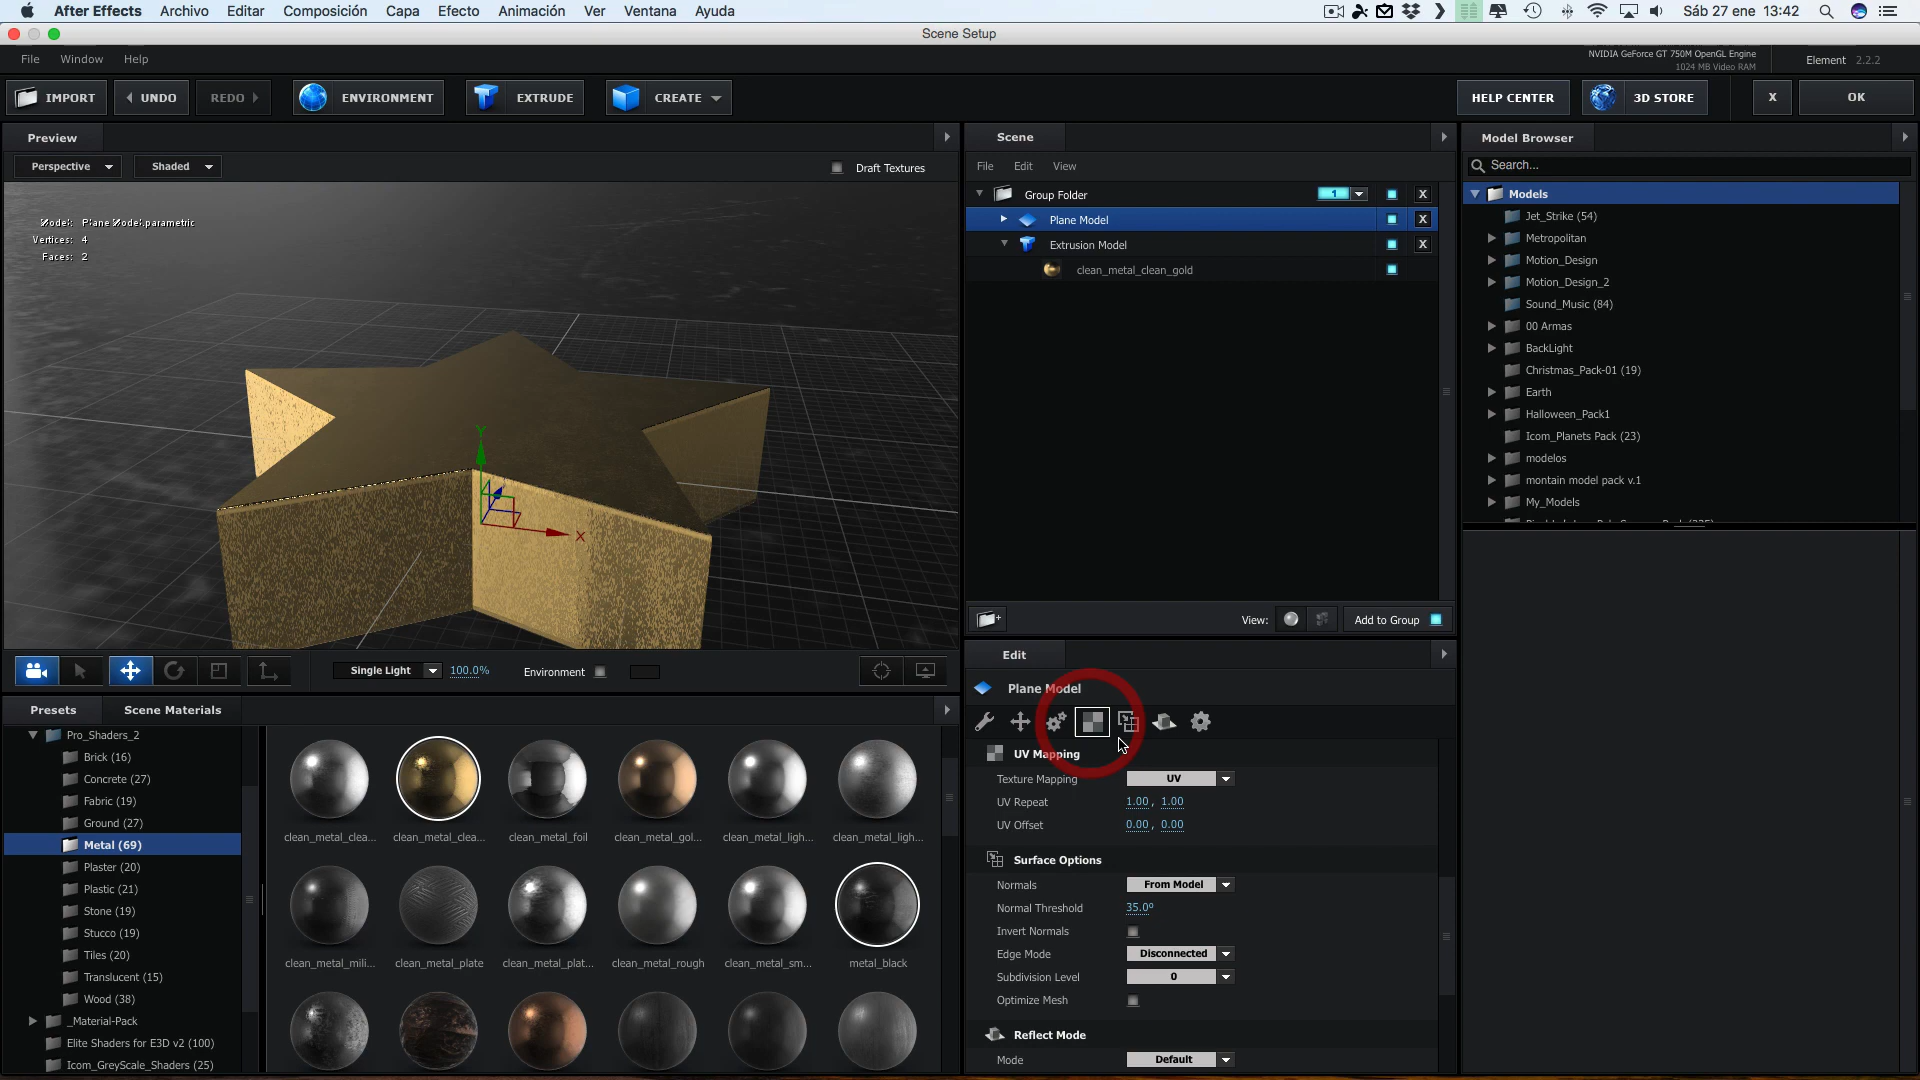 After Effects Archivo Editar Composición Capa Efecto Animación Ver Ventana Ayuda Sáb 27 ene 13:42
Scene Setup
File Window Help NVIDIA GeForce GT 750M OpenGL Engine
1024 MB Video RAM
Element 2.2.2
IMPORT UNDO REDO ENVIRONMENT EXTRUDE CREATE HELP CENTER 3D STORE X OK
Preview
Perspective Shaded Draft Textures
Vertices: 4
Faces: 2
X
Y
Single Light 100.0% Environment
Presets Scene Materials
Pro_Shaders_2
Brick (16)
Concrete (27)
Fabric (19)
Ground (27)
Metal (69)
Plaster (20)
Plastic (21)
Stone (19)
Stucco (19)
Tiles (20)
Translucent (15)
Wood (38)
_Material-Pack
Elite Shaders for E3D v2 (100)
Icom_GreyScale_Shaders (25)
clean_metal_clea... clean_metal_clea... clean_metal_foil clean_metal_gol... clean_metal_ligh... clean_metal_ligh...
clean_metal_mili... clean_metal_plate clean_metal_plat... clean_metal_rough clean_metal_sm... metal_black
Scene
File Edit View
Group Folder 1 X
Plane Model X
Extrusion Model X
clean_metal_clean_gold
View: Add to Group
Edit
Plane Model
UV Mapping
Texture Mapping UV
UV Repeat 1.00, 1.00
UV Offset 0.00, 0.00
Surface Options
Normals From Model
Normal Threshold 35.0º
Invert Normals
Edge Mode Disconnected
Subdivision Level 0
Optimize Mesh
Reflect Mode
Mode Default
Model Browser
Search...
Models
Jet_Strike (54)
Metropolitan
Motion_Design
Motion_Design_2
Sound_Music (84)
00 Armas
BackLight
Christmas_Pack-01 (19)
Earth
Halloween_Pack1
Icom_Planets Pack (23)
modelos
montain model pack v.1
My_Models